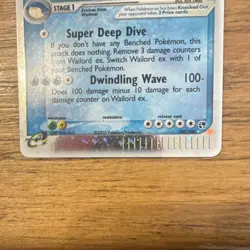 STAGE 1
When Pokémon-ex has been Knocked Out,
your opponent takes 2 Prize cards.
Super Deep Dive
If you don't have any Benched Pokémon, this
attack does nothing. Remove 3 damage counters
from Wailord ex. Switch Wailord ex with 1 of
your Benched Pokémon.
Dwindling Wave 100-
Does 100 damage minus 10 damage for each
damage counter on Wailord ex.
weakness
resistance
retreat cost
©2003 Pokémon/Nintendo